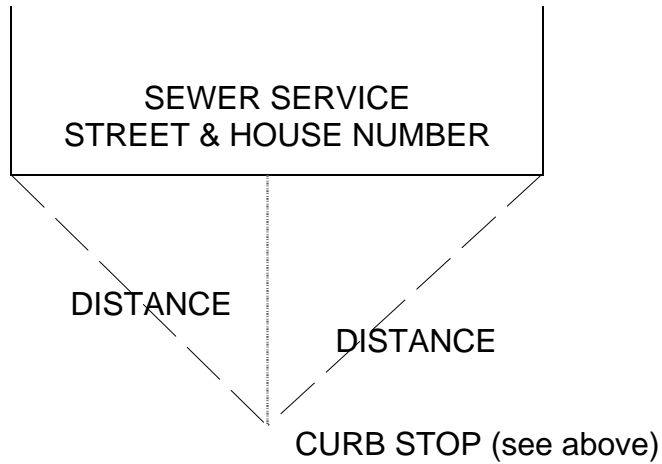 SEWER SERVICE
STREET & HOUSE NUMBER
DISTANCE
DISTANCE
CURB STOP (see above)